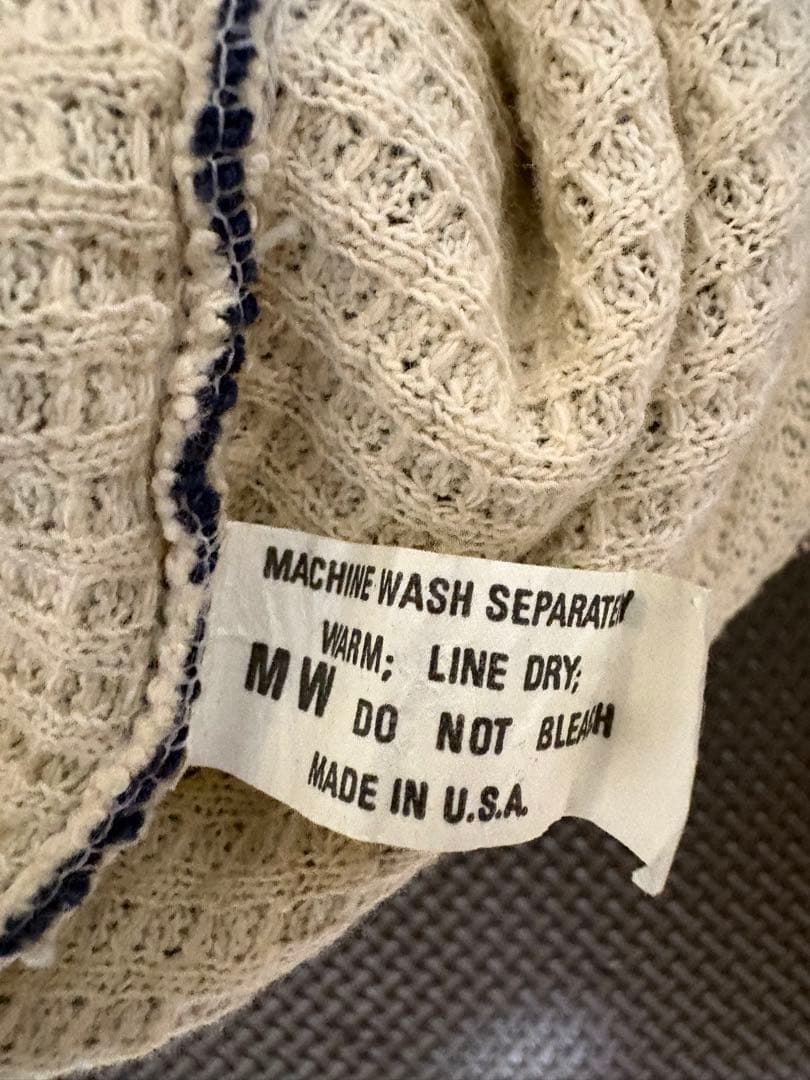 MACHINE WASH SEPARATELY
WARM; LINE DRY;
MW DO NOT BLEACH
MADE IN U.S.A.